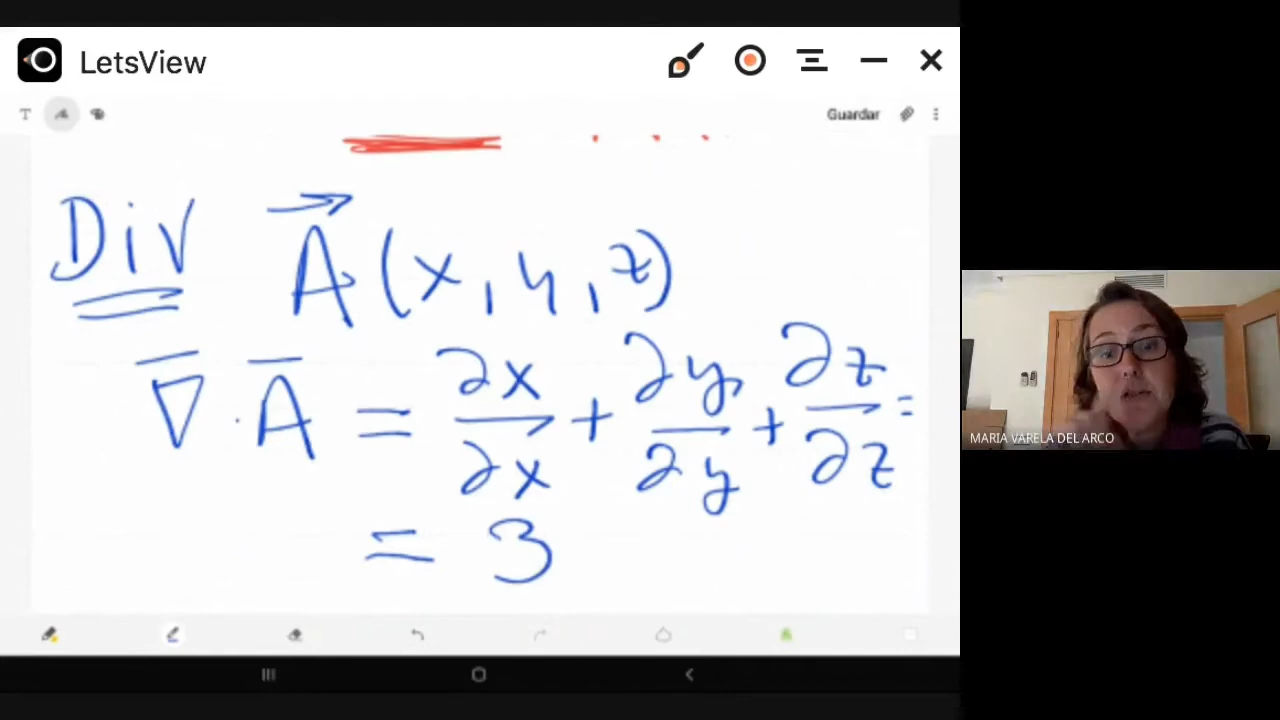 LetsView
T Guardar
Div A⃗(x,y,z)
∇̅ · A̅ = ∂x/∂x + ∂y/∂y + ∂z/∂z =
= 3
MARIA VARELA DEL ARCO